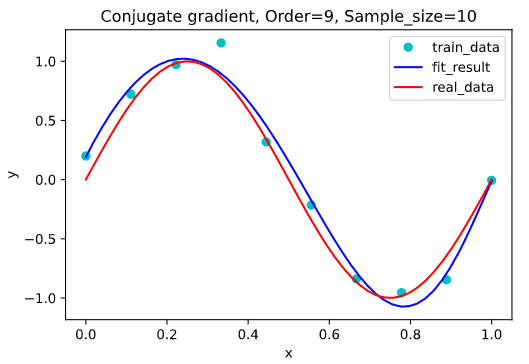 Conjugate gradient, Order=9, Sample_size=10
train_data
fit_result
real_data
1.0
0.5
0.0
−0.5
−1.0
y
0.0 0.2 0.4 0.6 0.8 1.0
x